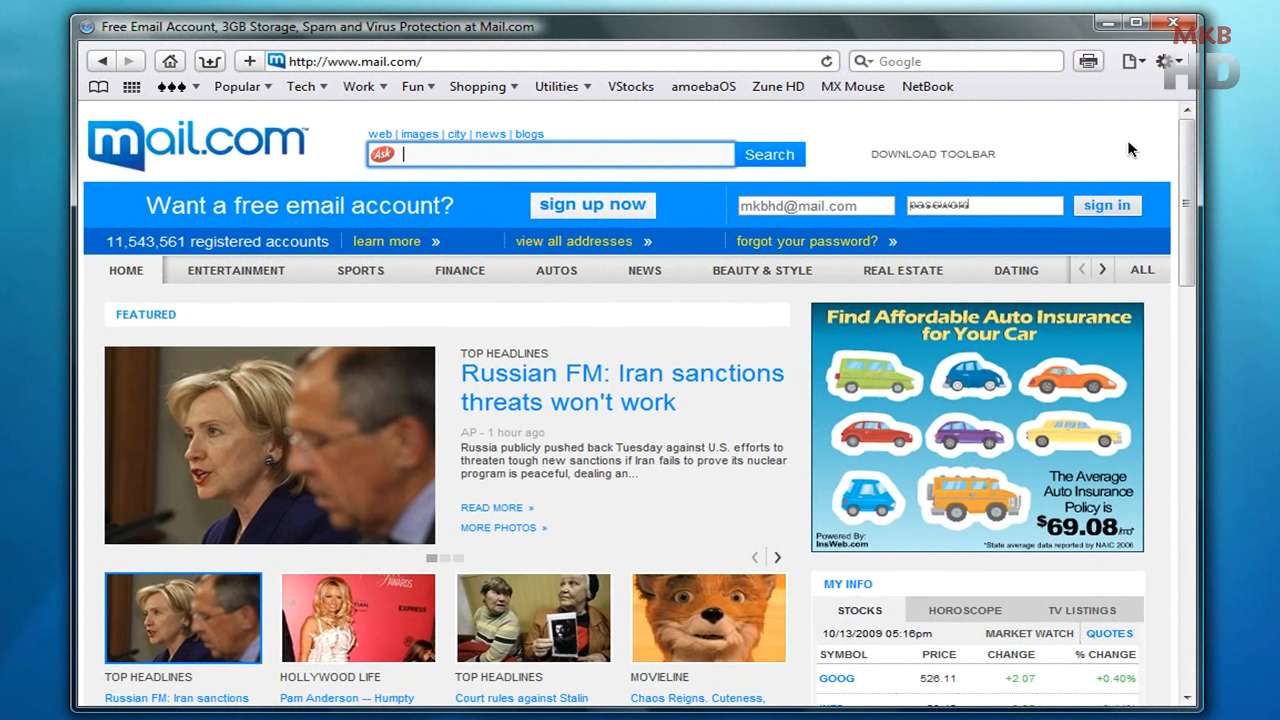 Free Email Account, 3GB Storage, Spam and Virus Protection at Mail.com
MKB
HD
http://www.mail.com/
Google
Popular Tech Work Fun Shopping Utilities VStocks amoebaOS Zune HD MX Mouse NetBook
mail.com™
web | images | city | news | blogs
Ask
Search
DOWNLOAD TOOLBAR
Want a free email account?
sign up now
mkbhd@mail.com
password
sign in
11,543,561 registered accounts
learn more »
view all addresses »
forgot your password? »
HOME ENTERTAINMENT SPORTS FINANCE AUTOS NEWS BEAUTY & STYLE REAL ESTATE DATING ALL
FEATURED
TOP HEADLINES
Russian FM: Iran sanctions
threats won't work
AP - 1 hour ago
Russia publicly pushed back Tuesday against U.S. efforts to
threaten tough new sanctions if Iran fails to prove its nuclear
program is peaceful, dealing an...
READ MORE »
MORE PHOTOS »
Find Affordable Auto Insurance
for Your Car
The Average
Auto Insurance
Policy is
$69.08/mo*
Powered By:
InsWeb.com
*State average data reported by NAIC 2006
AWARDS
EXPRESS
TOP HEADLINES
Russian FM: Iran sanctions
HOLLYWOOD LIFE
Pam Anderson -- Humpty
TOP HEADLINES
Court rules against Stalin
MOVIELINE
Chaos Reigns. Cuteness,
MY INFO
STOCKS HOROSCOPE TV LISTINGS
10/13/2009 05:16pm MARKET WATCH QUOTES
SYMBOL PRICE CHANGE % CHANGE
GOOG 526.11 +2.07 +0.40%